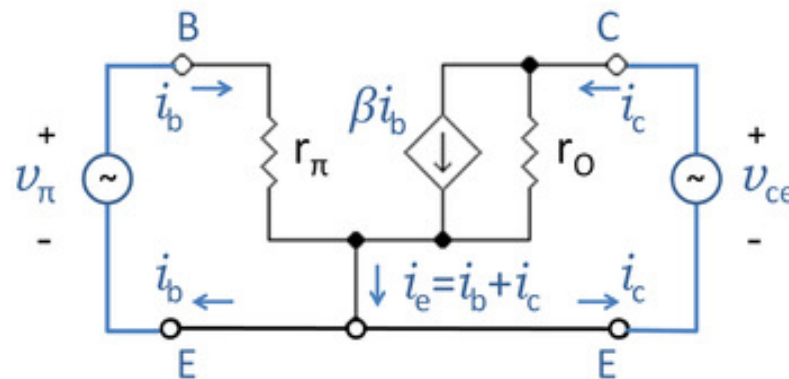 B C
i_b βi_b i_c
+ r_π r_O +
~ ~
v_π v_ce
- -
i_b i_e=i_b+i_c i_c
E E